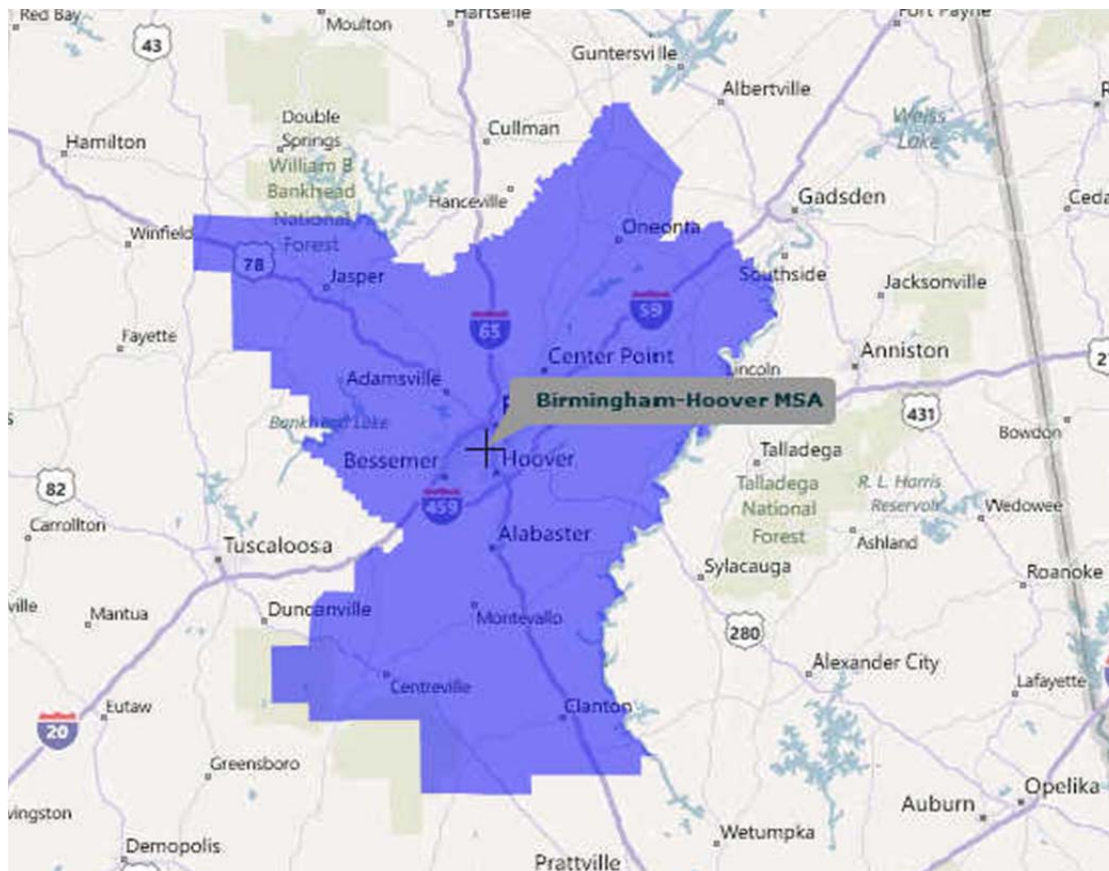 Red Bay
43
Moulton
Hartselle
Fort Payne
Guntersville
Albertville
Weiss
Lake
Hamilton
Double
Springs
William B
Bankhead
National
Forest
Cullman
Hanceville
Gadsden
Winfield
78
Jasper
Oneonta
Southside
Jacksonville
65
59
Fayette
Center Point
Anniston
Lincoln
Adamsville
Birmingham-Hoover MSA
431
Bankhead Lake
Bowdon
Bessemer
Hoover
Talladega
Talladega
National
Forest
R. L. Harris
Reservoir
Wedowee
82
459
Carrollton
Tuscaloosa
Alabaster
Ashland
Sylacauga
Roanoke
ville
Mantua
Duncanville
Montevallo
280
Alexander City
Centreville
Lafayette
Eutaw
20
Clanton
Greensboro
Opelika
Auburn
vingston
Demopolis
Wetumpka
Prattville